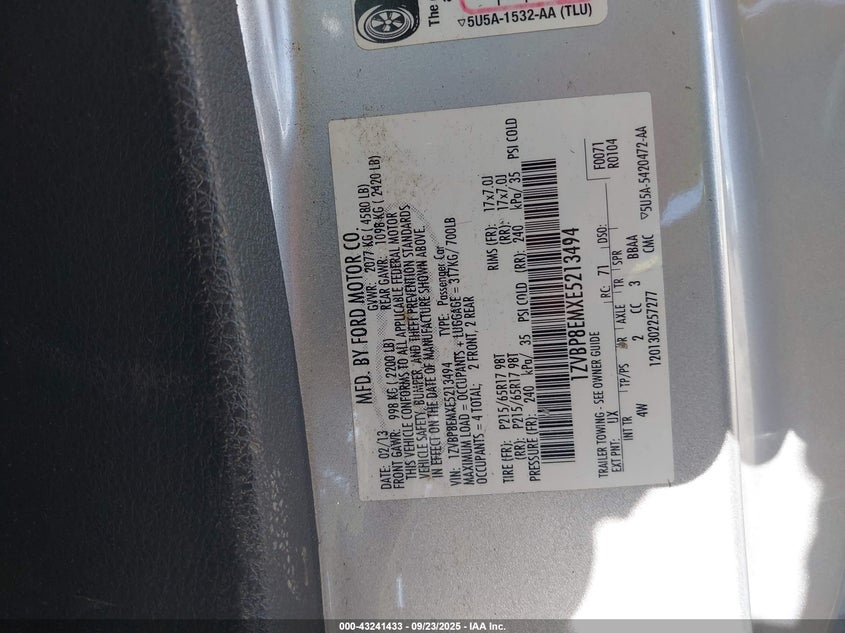 The
5U5A-1532-AA (TLU)
MFD. BY FORD MOTOR CO.
DATE: 02/13 GVWR: 2077 KG ( 4580 LB)
FRONT GAWR: 998 KG ( 2200 LB) REAR GAWR: 1098 KG ( 2420 LB)
THIS VEHICLE CONFORMS TO ALL APPLICABLE FEDERAL MOTOR
VEHICLE SAFETY, BUMPER, AND THEFT PREVENTION STANDARDS
IN EFFECT ON THE DATE OF MANUFACTURE SHOWN ABOVE.
VIN: 1ZVBP8EMXE5213494 TYPE: Passenger Car
MAXIMUM LOAD = OCCUPANTS + LUGGAGE = 317KG/ 700LB
OCCUPANTS = 4 TOTAL; 2 FRONT, 2 REAR
TIRE (FR): P215/65R17 98T RIMS (FR): 17x7.0J
(RR): P215/65R17 98T (RR): 17x7.0J
PRESSURE (FR): 240 kPa/ 35 PSI COLD (RR): 240 kPa/ 35 PSI COLD
1ZVBP8EMXE5213494
TRAILER TOWING - SEE OWNER GUIDE F0071
EXT PNT: UX RC: 71 DSO: R0104
INT TR TP/PS R AXLE TR SPR
4W 2 CC 3 BBAA
1201302257277 CMC 5U5A-5420472-AA
000-43241433 - 09/23/2025 - IAA Inc.